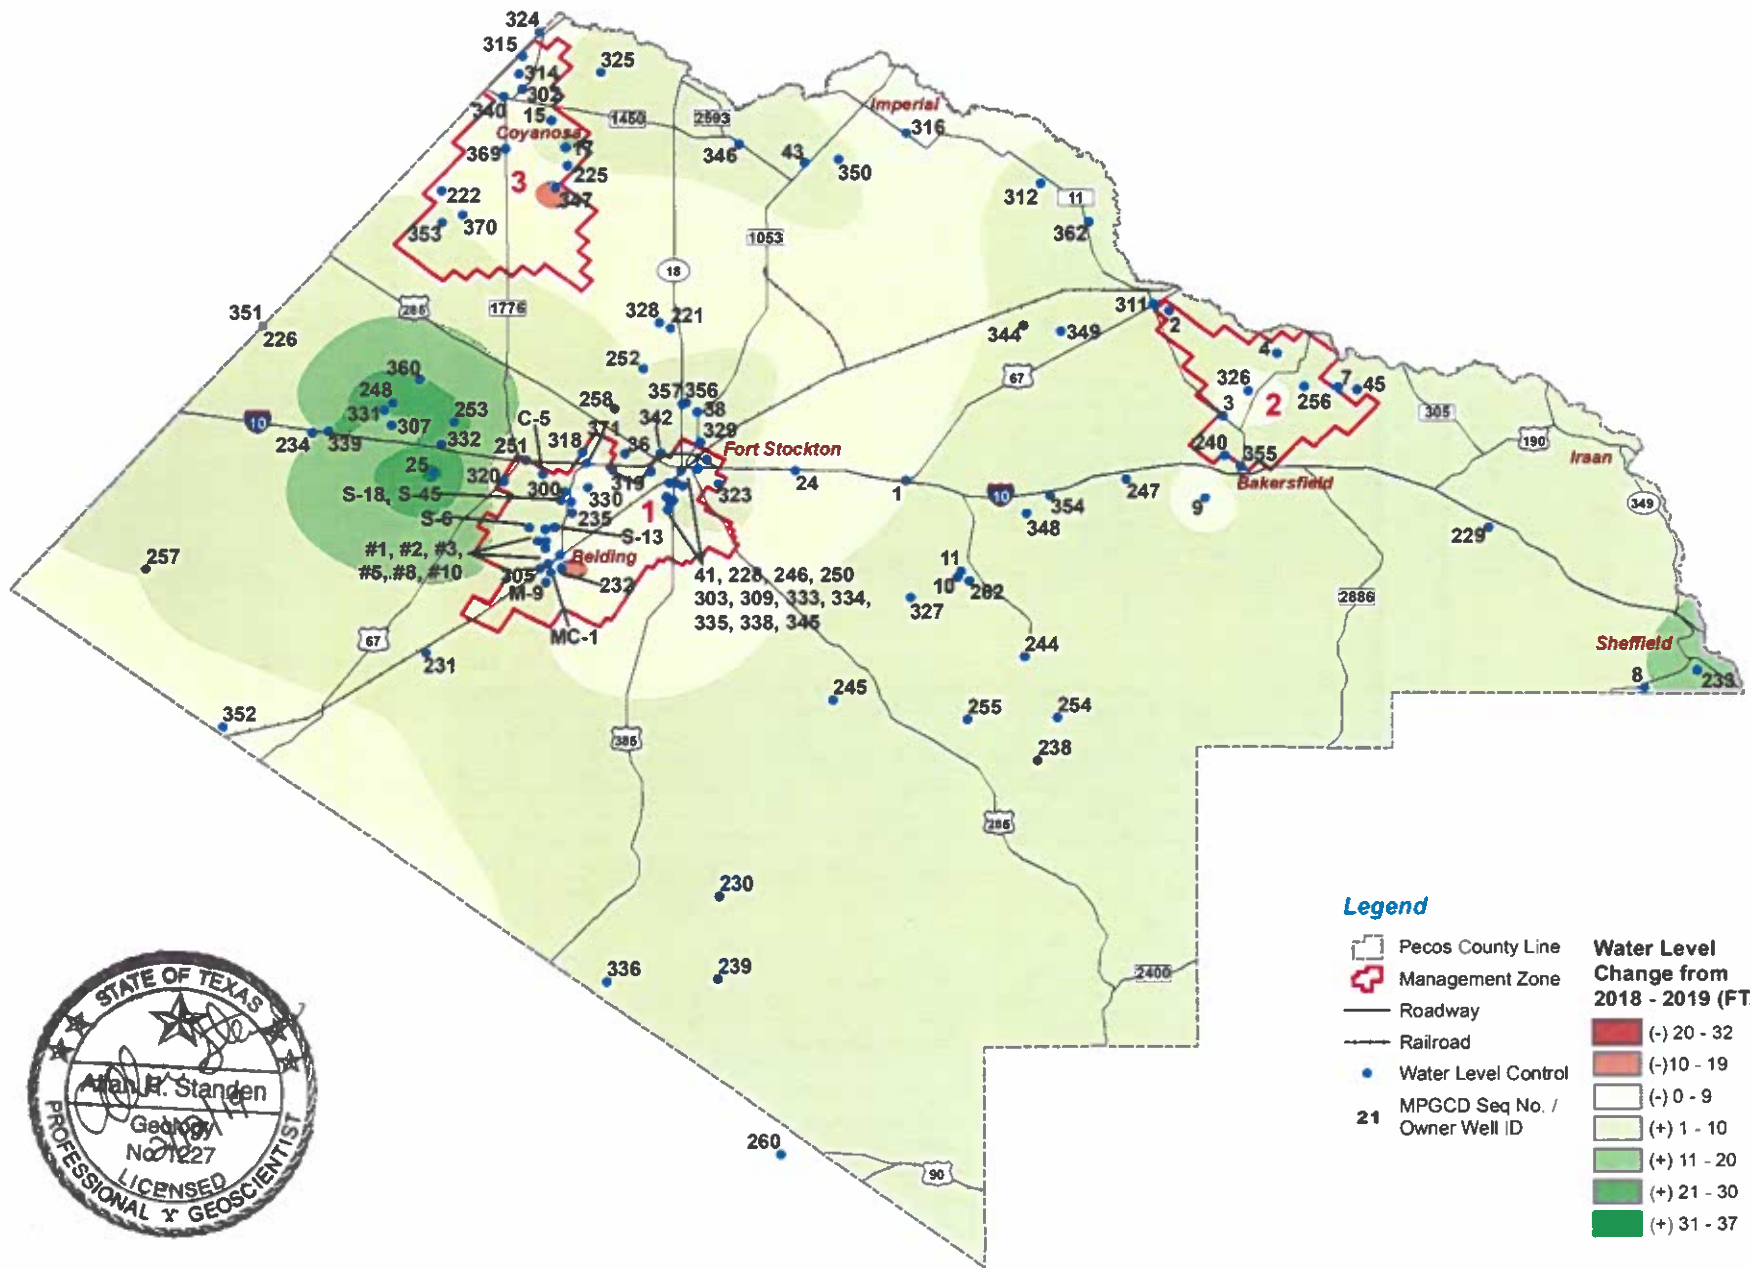 324
315
325
314
302
340
15
1450
2593
Imperial
316
Coyanosa
369
17
346
43
350
225
3
347
222
312
11
353
370
362
1053
18
351
226
285
1776
328
221
311
2
344
349
252
4
360
248
67
326
7
45
357
356
258
38
331
307
253
C-5
342
3
2
256
305
10
371
329
234
339
332
251
318
36
Fort Stockton
240
355
190
Iraan
25
320
319
323
24
1
10
354
247
Bakersfield
S-18, S-45
300
330
1
9
349
235
348
229
S-6
S-13
#1, #2, #3,
#5, #8, #10
Belding
257
305
232
41, 228, 246, 250
303, 309, 333, 334,
335, 338, 345
11
10
M-9
327
2886
MC-1
67
231
244
Sheffield
8
233
352
245
255
254
385
238
285
230
336
239
2400
260
90
Legend
Pecos County Line
Management Zone
Roadway
Railroad
Water Level Control
21 MPGCD Seq No. /
Owner Well ID
Water Level
Change from
2018 - 2019 (FT
(-) 20 - 32
(-)10 - 19
(-) 0 - 9
(+) 1 - 10
(+) 11 - 20
(+) 21 - 30
(+) 31 - 37
STATE OF TEXAS
Allan R. Standen
Geology
No. 1227
LICENSED
PROFESSIONAL GEOSCIENTIST